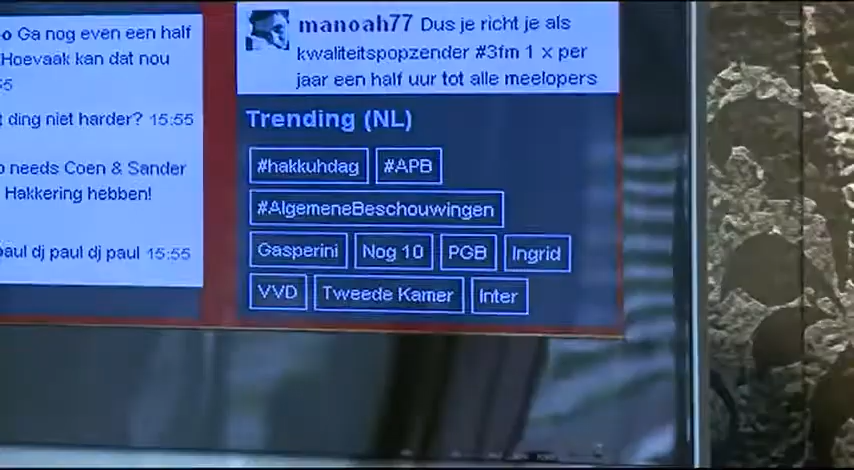 o Ga nog even een half
Hoevaak kan dat nou
ding niet harder? 15:55
needs Coen & Sander
Hakkering hebben!
paul dj paul dj paul 15:55
manoah77 Dus je richt je als
kwaliteitspopzender #3fm 1 x per
jaar een half uur tot alle meelopers
Trending (NL)
#hakkuhdag #APB
#AlgemeneBeschouwingen
Gasperini Nog 10 PGB Ingrid
VVD Tweede Kamer Inter